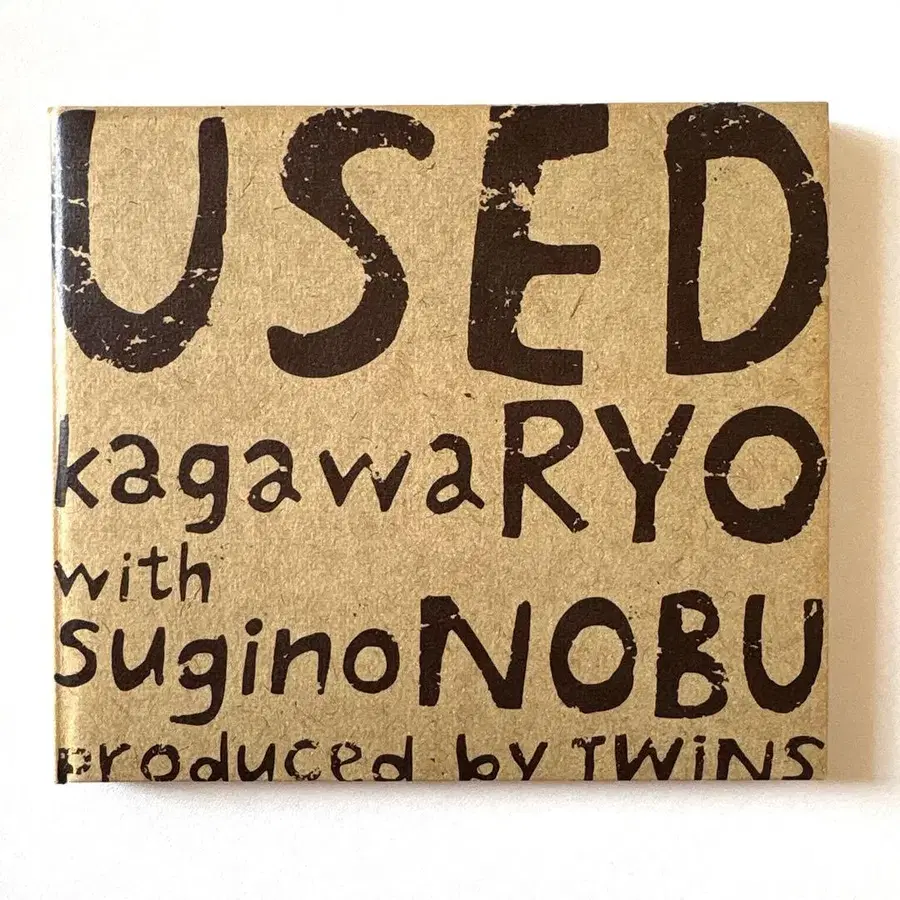 USED
kagawaRYO
with
suginoNOBU
produced by TWiNS